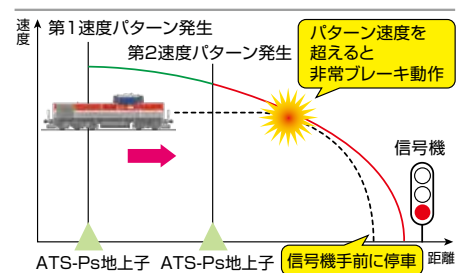 速度
第1速度パターン発生
第2速度パターン発生
パターン速度を
超えると
非常ブレーキ動作
信号機
ATS-Ps地上子
ATS-Ps地上子
信号機手前に停車
距離